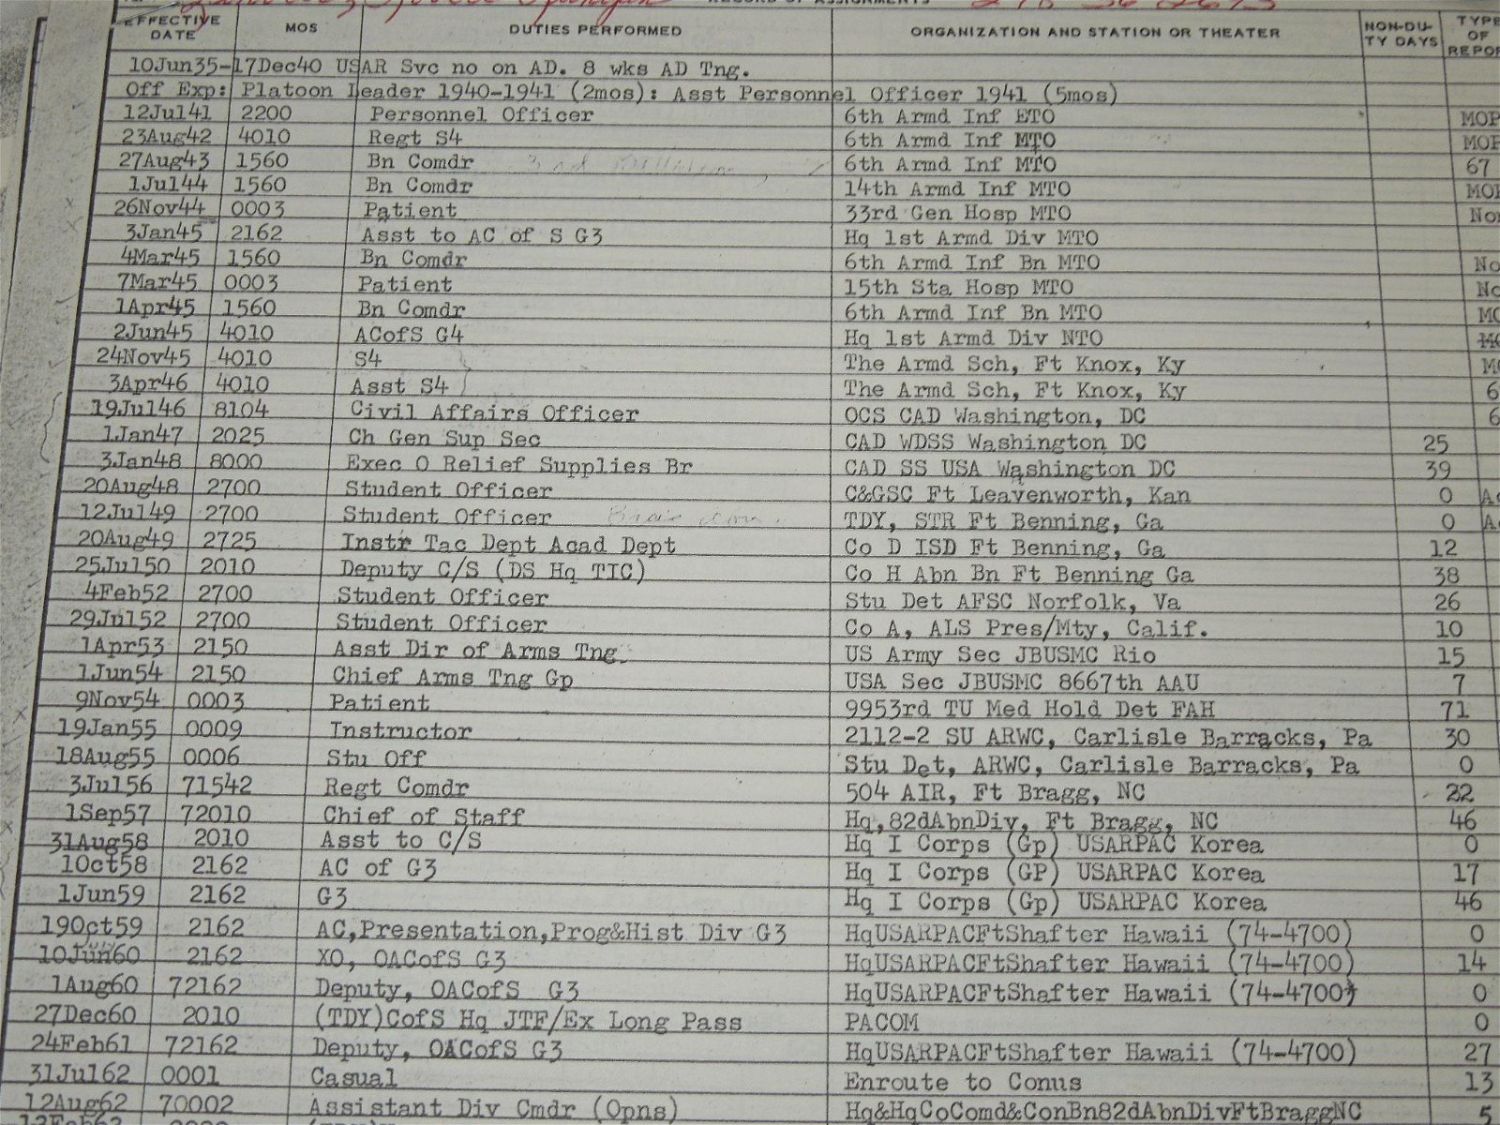 RECORD OF ASSIGNMENTS
EFFECTIVE DATE MOS DUTIES PERFORMED ORGANIZATION AND STATION OR THEATER NON-DU-TY DAYS TYPE OF REPOR
10Jun35-17Dec40 USAR Svc no on AD. 8 wks AD Tng.
Off Exp: Platoon Leader 1940-1941 (2mos): Asst Personnel Officer 1941 (5mos)
12Jul41 2200 Personnel Officer 6th Armd Inf ETO MOP
23Aug42 4010 Regt S4 6th Armd Inf MTO MOP
27Aug43 1560 Bn Comdr 6th Armd Inf MTO 67
1Jul44 1560 Bn Comdr 14th Armd Inf MTO MOP
26Nov44 0003 Patient 33rd Gen Hosp MTO Non
3Jan45 2162 Asst to AC of S G3 Hq 1st Armd Div MTO
4Mar45 1560 Bn Comdr 6th Armd Inf Bn MTO No
7Mar45 0003 Patient 15th Sta Hosp MTO No
1Apr45 1560 Bn Comdr 6th Armd Inf Bn MTO MO
2Jun45 4010 ACofS G4 Hq 1st Armd Div NTO MO
24Nov45 4010 S4 The Armd Sch, Ft Knox, Ky MO
3Apr46 4010 Asst S4 The Armd Sch, Ft Knox, Ky 6
19Jul46 8104 Civil Affairs Officer OCS CAD Washington, DC 6
1Jan47 2025 Ch Gen Sup Sec CAD WDSS Washington DC 25
3Jan48 8000 Exec O Relief Supplies Br CAD SS USA Washington DC 39
20Aug48 2700 Student Officer C&GSC Ft Leavenworth, Kan 0 Ac
12Jul49 2700 Student Officer TDY, STR Ft Benning, Ga 0 Ac
20Aug49 2725 Instr Tac Dept Acad Dept Co D ISD Ft Benning, Ga 12
25Jul50 2010 Deputy C/S (DS Hq TIC) Co H Abn Bn Ft Benning Ga 38
4Feb52 2700 Student Officer Stu Det AFSC Norfolk, Va 26
29Jul52 2700 Student Officer Co A, ALS Pres/Mty, Calif. 10
1Apr53 2150 Asst Dir of Arms Tng US Army Sec JBUSMC Rio 15
1Jun54 2150 Chief Arms Tng Gp USA Sec JBUSMC 8667th AAU 7
9Nov54 0003 Patient 9953rd TU Med Hold Det FAH 71
19Jan55 0009 Instructor 2112-2 SU ARWC, Carlisle Barracks, Pa 30
18Aug55 0006 Stu Off Stu Det, ARWC, Carlisle Barracks, Pa 0
3Jul56 71542 Regt Comdr 504 AIR, Ft Bragg, NC 22
1Sep57 72010 Chief of Staff Hq,82dAbnDiv, Ft Bragg, NC 46
31Aug58 2010 Asst to C/S Hq I Corps (Gp) USARPAC Korea 0
1Oct58 2162 AC of G3 Hq I Corps (GP) USARPAC Korea 17
1Jun59 2162 G3 Hq I Corps (Gp) USARPAC Korea 46
19Oct59 2162 AC,Presentation,Prog&Hist Div G3 HqUSARPACFtShafter Hawaii (74-4700) 0
10Jun60 2162 XO, OACofS G3 HqUSARPACFtShafter Hawaii (74-4700) 14
1Aug60 72162 Deputy, OACofS G3 HqUSARPACFtShafter Hawaii (74-4700) 0
27Dec60 2010 (TDY)CofS Hq JTF/Ex Long Pass PACOM 0
24Feb61 72162 Deputy, OACofS G3 HqUSARPACFtShafter Hawaii (74-4700) 27
31Jul62 0001 Casual Enroute to Conus 13
12Aug62 70002 Assistant Div Cmdr (Opns) Hq&HqCoComd&ConBn82dAbnDivFtBraggNC 5